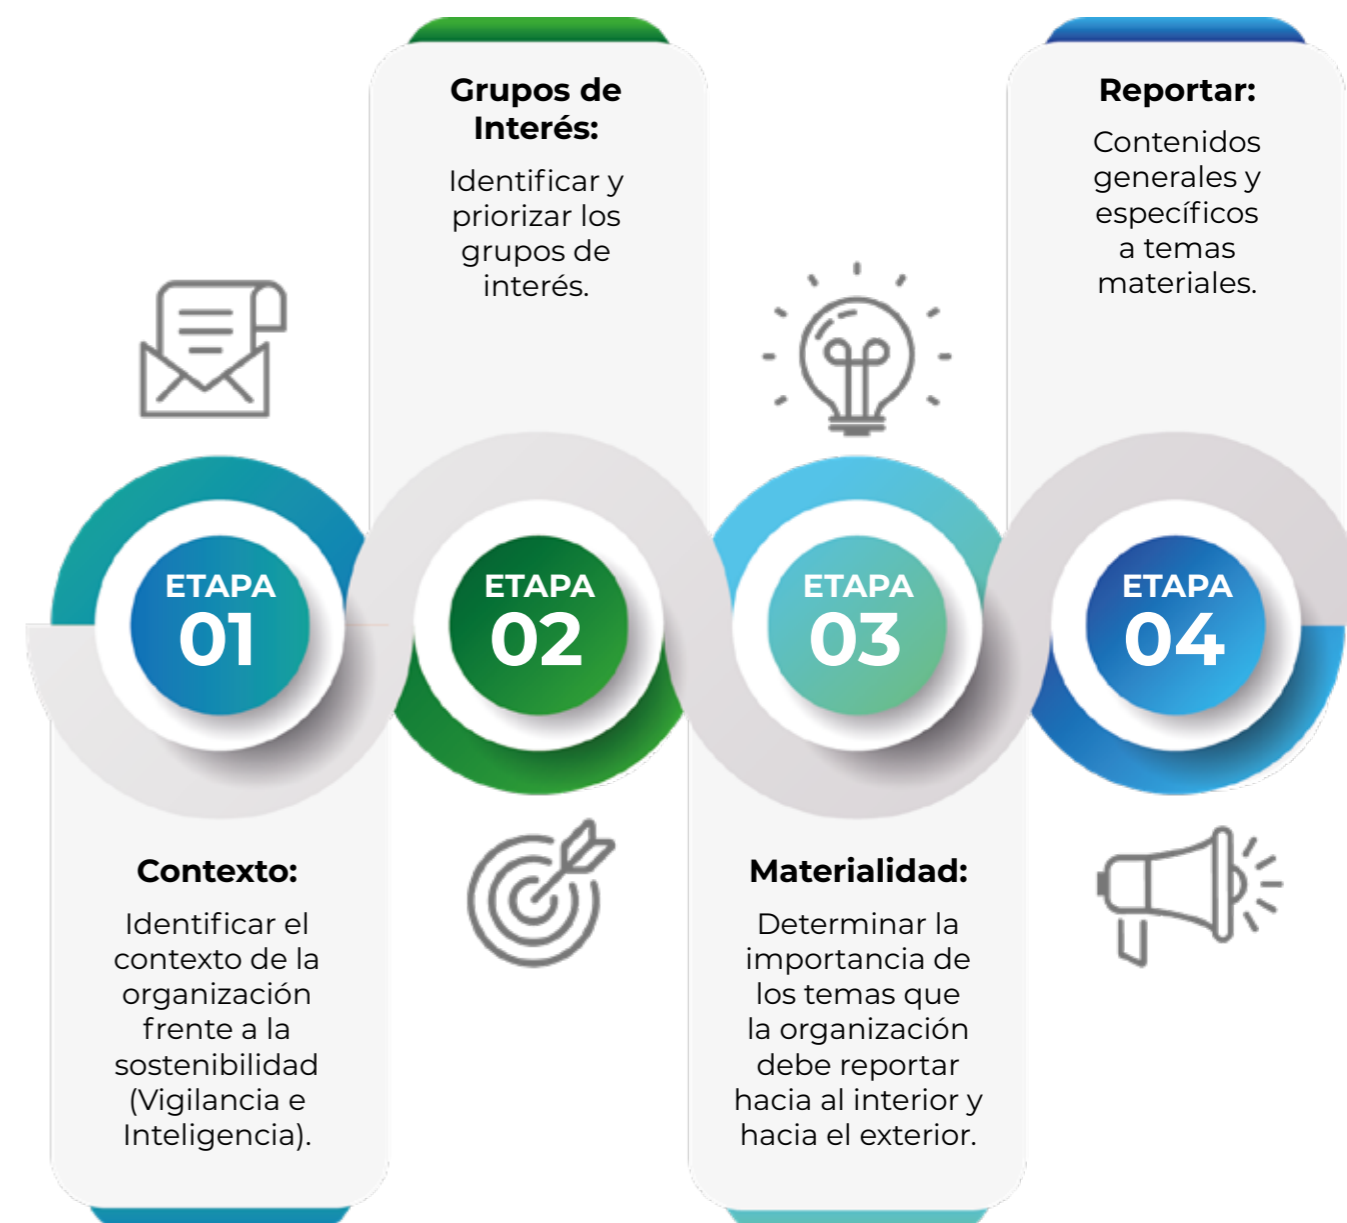 ETAPA
01
Contexto:
Identificar el
contexto de la
organización
frente a la
sostenibilidad
(Vigilancia e
Inteligencia).
Grupos de
Interés:
Identificar y
priorizar los
grupos de
interés.
ETAPA
02
ETAPA
03
Materialidad:
Determinar la
importancia de
los temas que
la organización
debe reportar
hacia al interior y
hacia el exterior.
Reportar:
Contenidos
generales y
específicos
a temas
materiales.
ETAPA
04